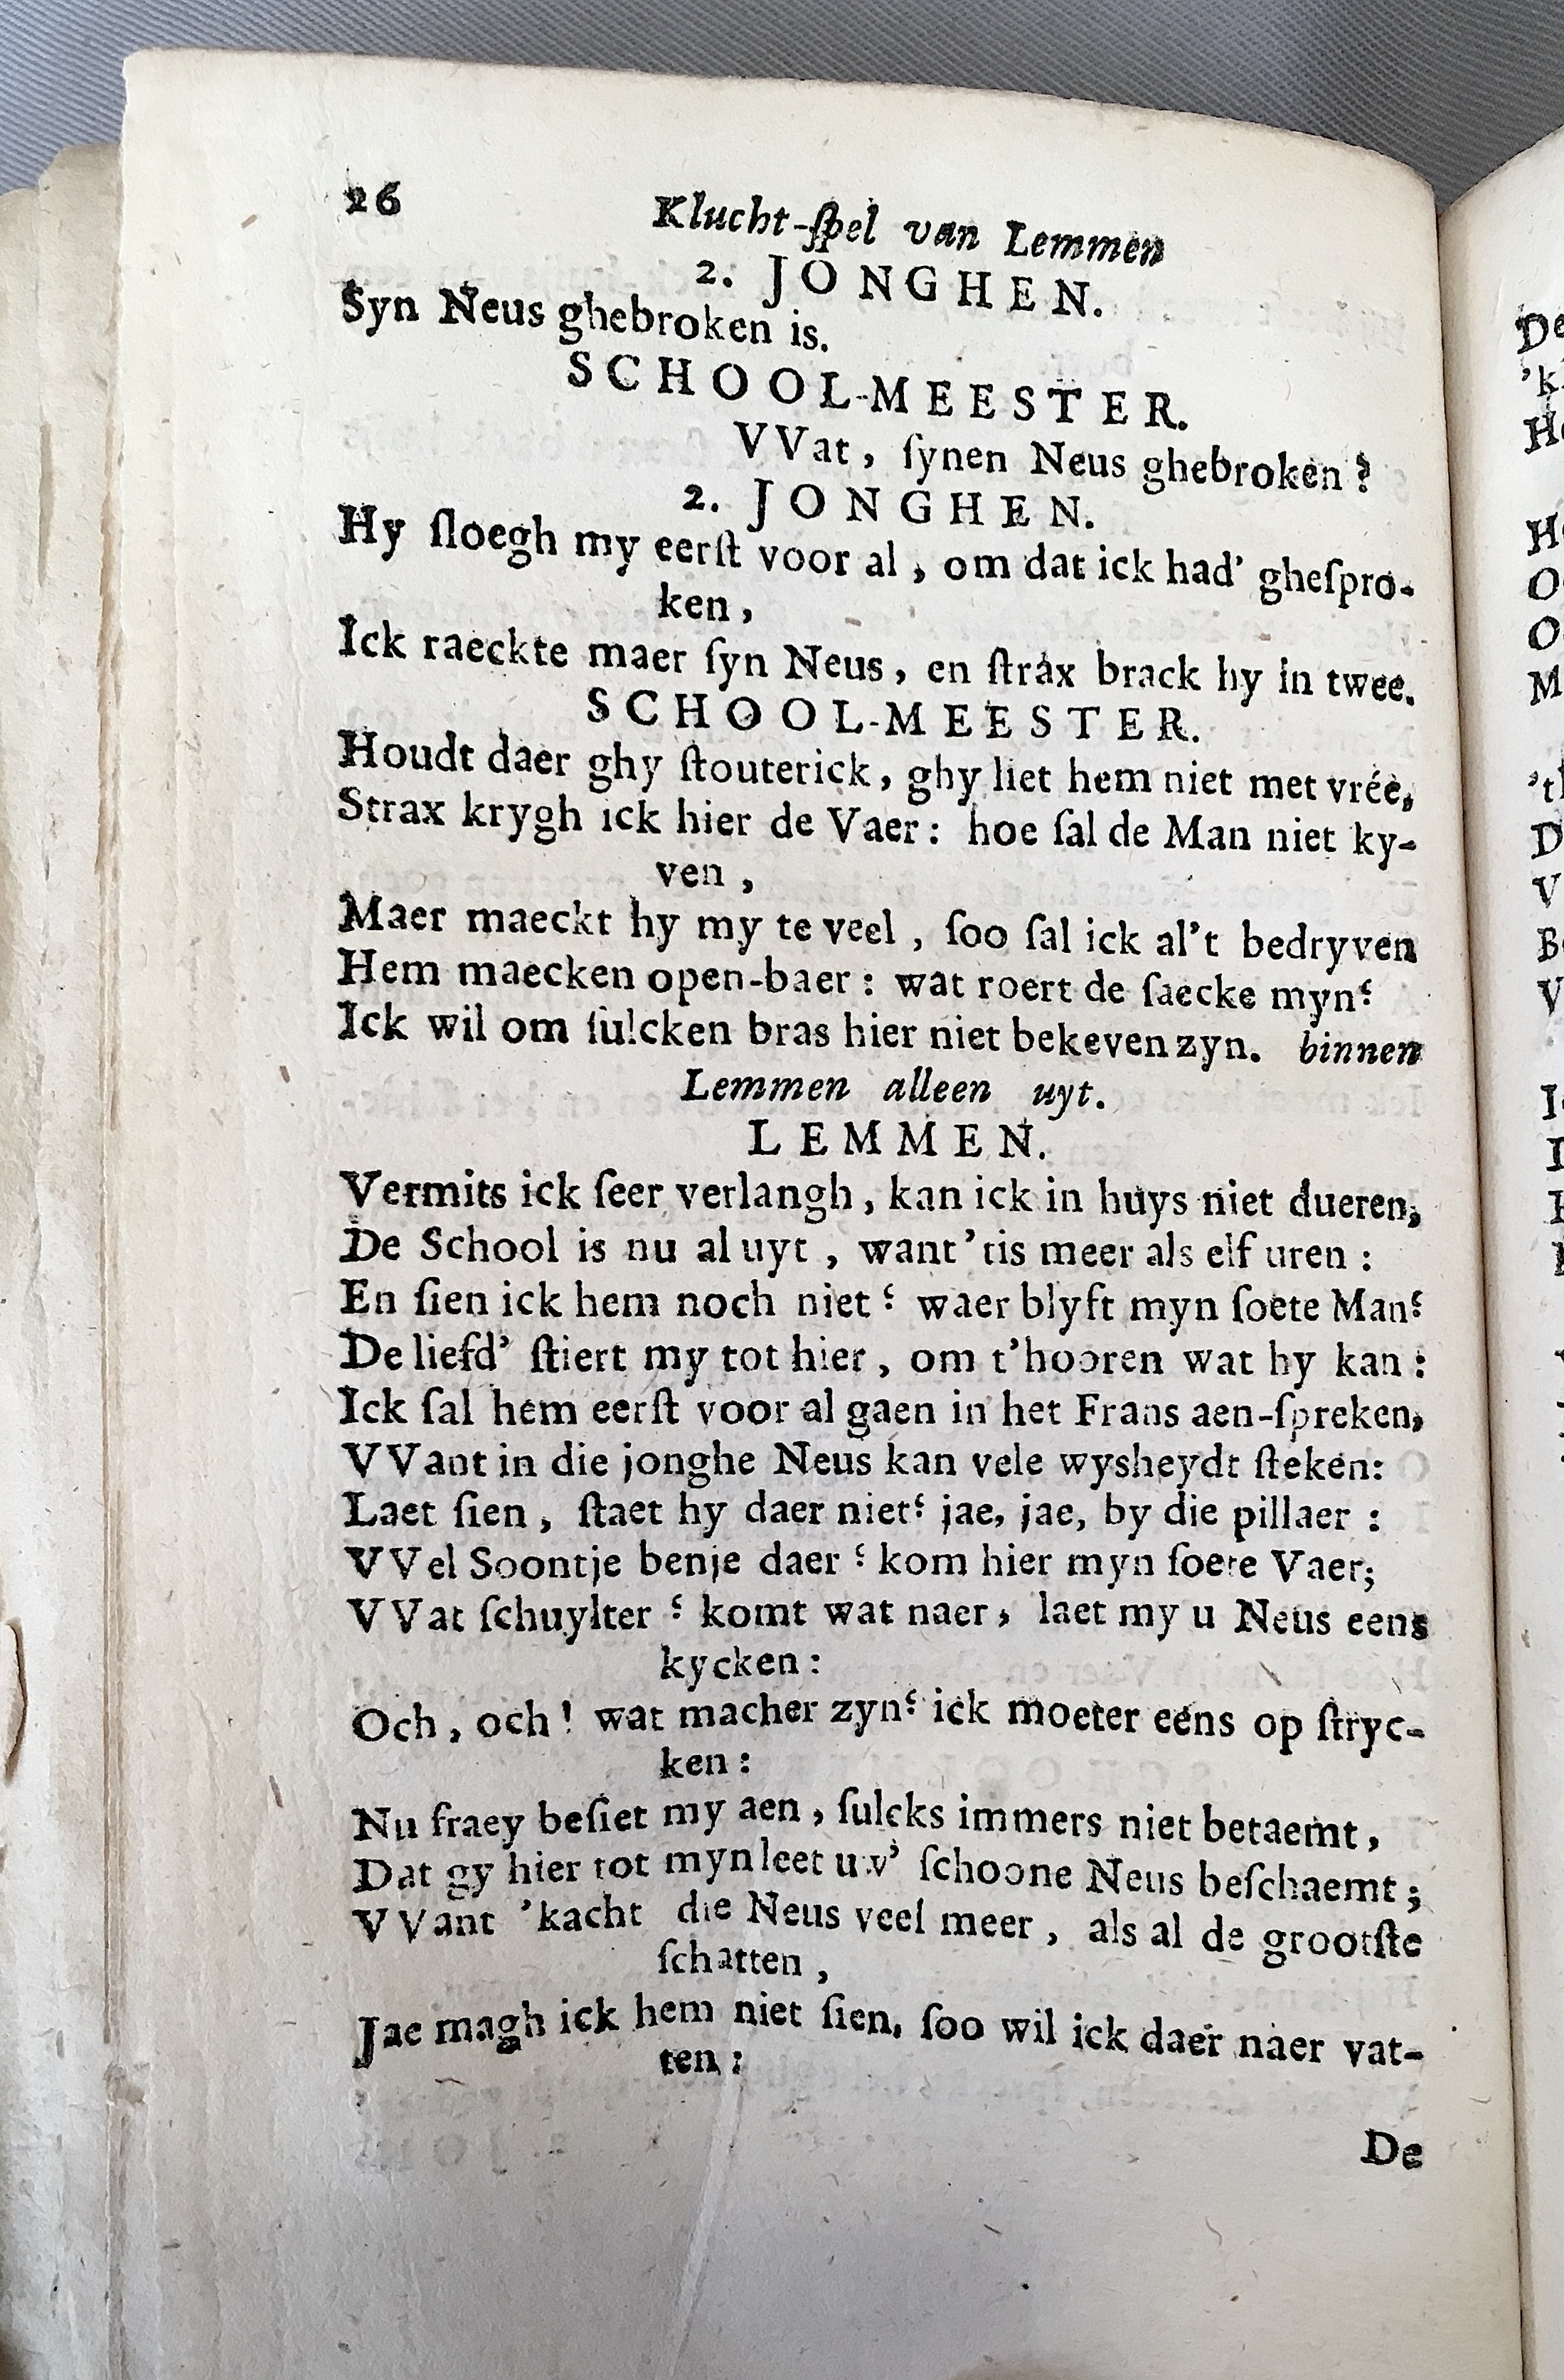 26 Klucht-ſpel van Lemmen
2. JONGHEN.
Syn Neus ghebroken is.
SCHOOL-MEESTER.
VVat, ſynen Neus ghebroken?
2. JONGHEN.
Hy ſloegh my eerſt voor al, om dat ick had' gheſpro-
ken,
Ick raeckte maer ſyn Neus, en ſtrax brack hy in twee.
SCHOOL-MEESTER.
Houdt daer ghy ſtouterick, ghy liet hem niet met vrée,
Strax krygh ick hier de Vaer: hoe ſal de Man niet ky-
ven,
Maer maeckt hy my te veel, ſoo ſal ick al't bedryven
Hem maecken open-baer: wat roert de ſaecke myn?
Ick wil om ſulcken bras hier niet bekeven zyn. binnen
Lemmen alleen uyt.
LEMMEN.
Vermits ick ſeer verlangh, kan ick in huys niet dueren,
De School is nu al uyt, want 'tis meer als elf uren:
En ſien ick hem noch niet? waer blyft myn ſoete Man?
De liefd' ſtiert my tot hier, om t'hooren wat hy kan:
Ick ſal hem eerſt voor al gaen in het Frans aen-ſpreken,
VVant in die jonghe Neus kan vele wysheydt ſteken:
Laet ſien, ſtaet hy daer niet? jae, jae, by die pillaer:
VVel Soontje benje daer? kom hier myn ſoete Vaer;
VVat ſchuylter? komt wat naer, laet my u Neus eens
kycken:
Och, och! wat macher zyn? ick moeter eens op ſtryc-
ken:
Nu fraey beſiet my aen, ſulcks immers niet betaemt,
Dat gy hier tot myn leet uw' ſchoone Neus beſchaemt;
VVant 'kacht die Neus veel meer, als al de grootſte
ſchatten,
Jae magh ick hem niet ſien, ſoo wil ick daer naer vat-
ten:
De